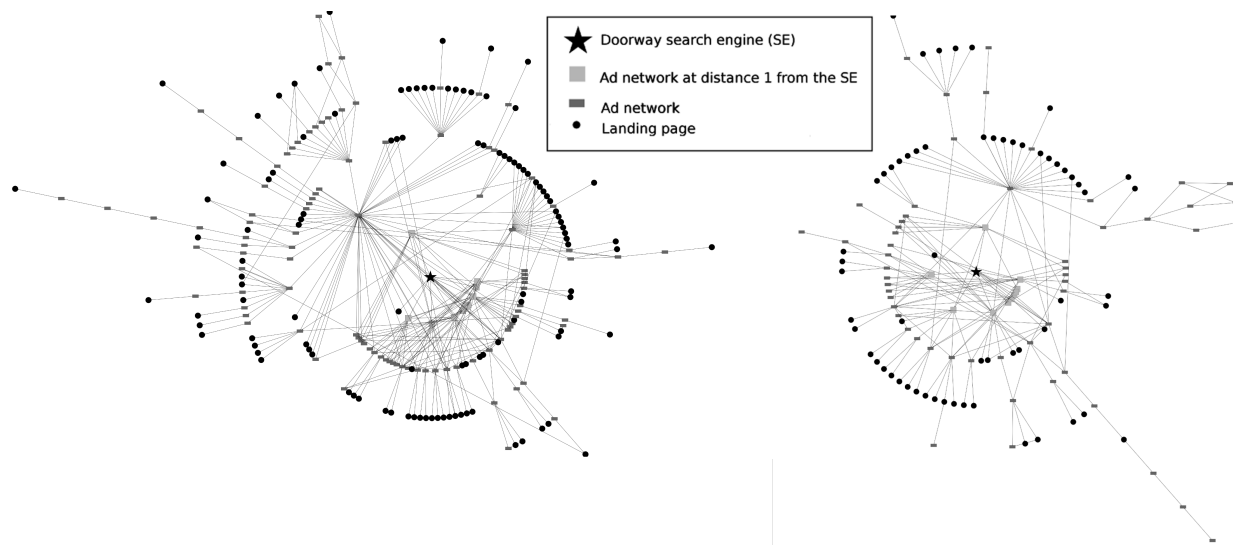 Doorway search engine (SE)
Ad network at distance 1 from the SE
Ad network
Landing page